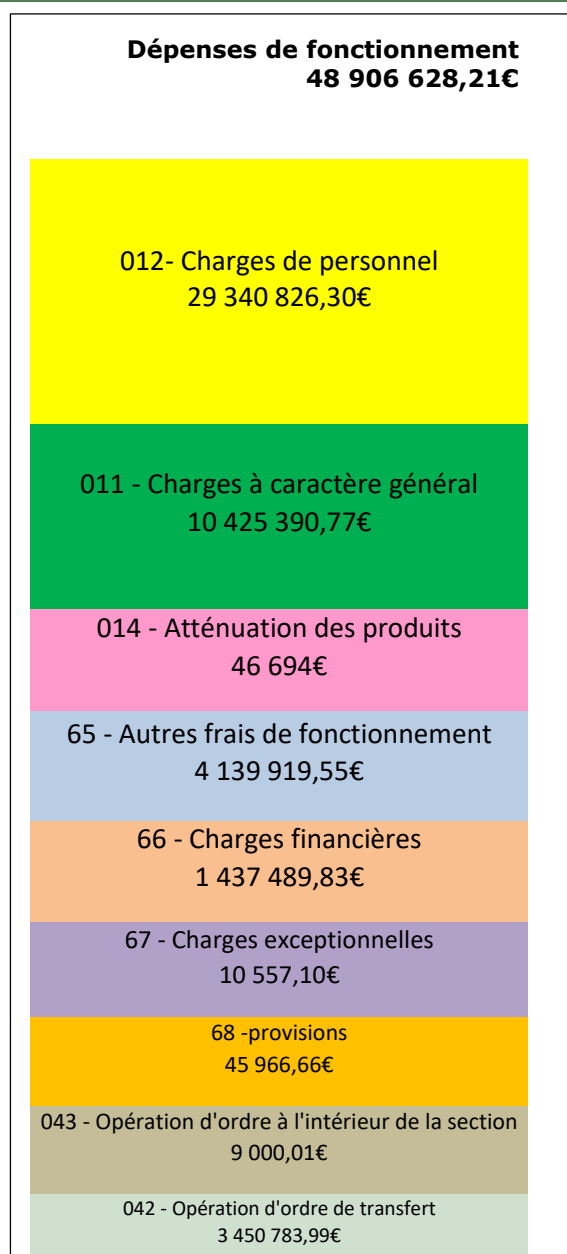 Dépenses de fonctionnement
48 906 628,21€
012- Charges de personnel
29 340 826,30€
011 - Charges à caractère général
10 425 390,77€
014 - Atténuation des produits
46 694€
65 - Autres frais de fonctionnement
4 139 919,55€
66 - Charges financières
1 437 489,83€
67 - Charges exceptionnelles
10 557,10€
68 -provisions
45 966,66€
043 - Opération d'ordre à l'intérieur de la section
9 000,01€
042 - Opération d'ordre de transfert
3 450 783,99€